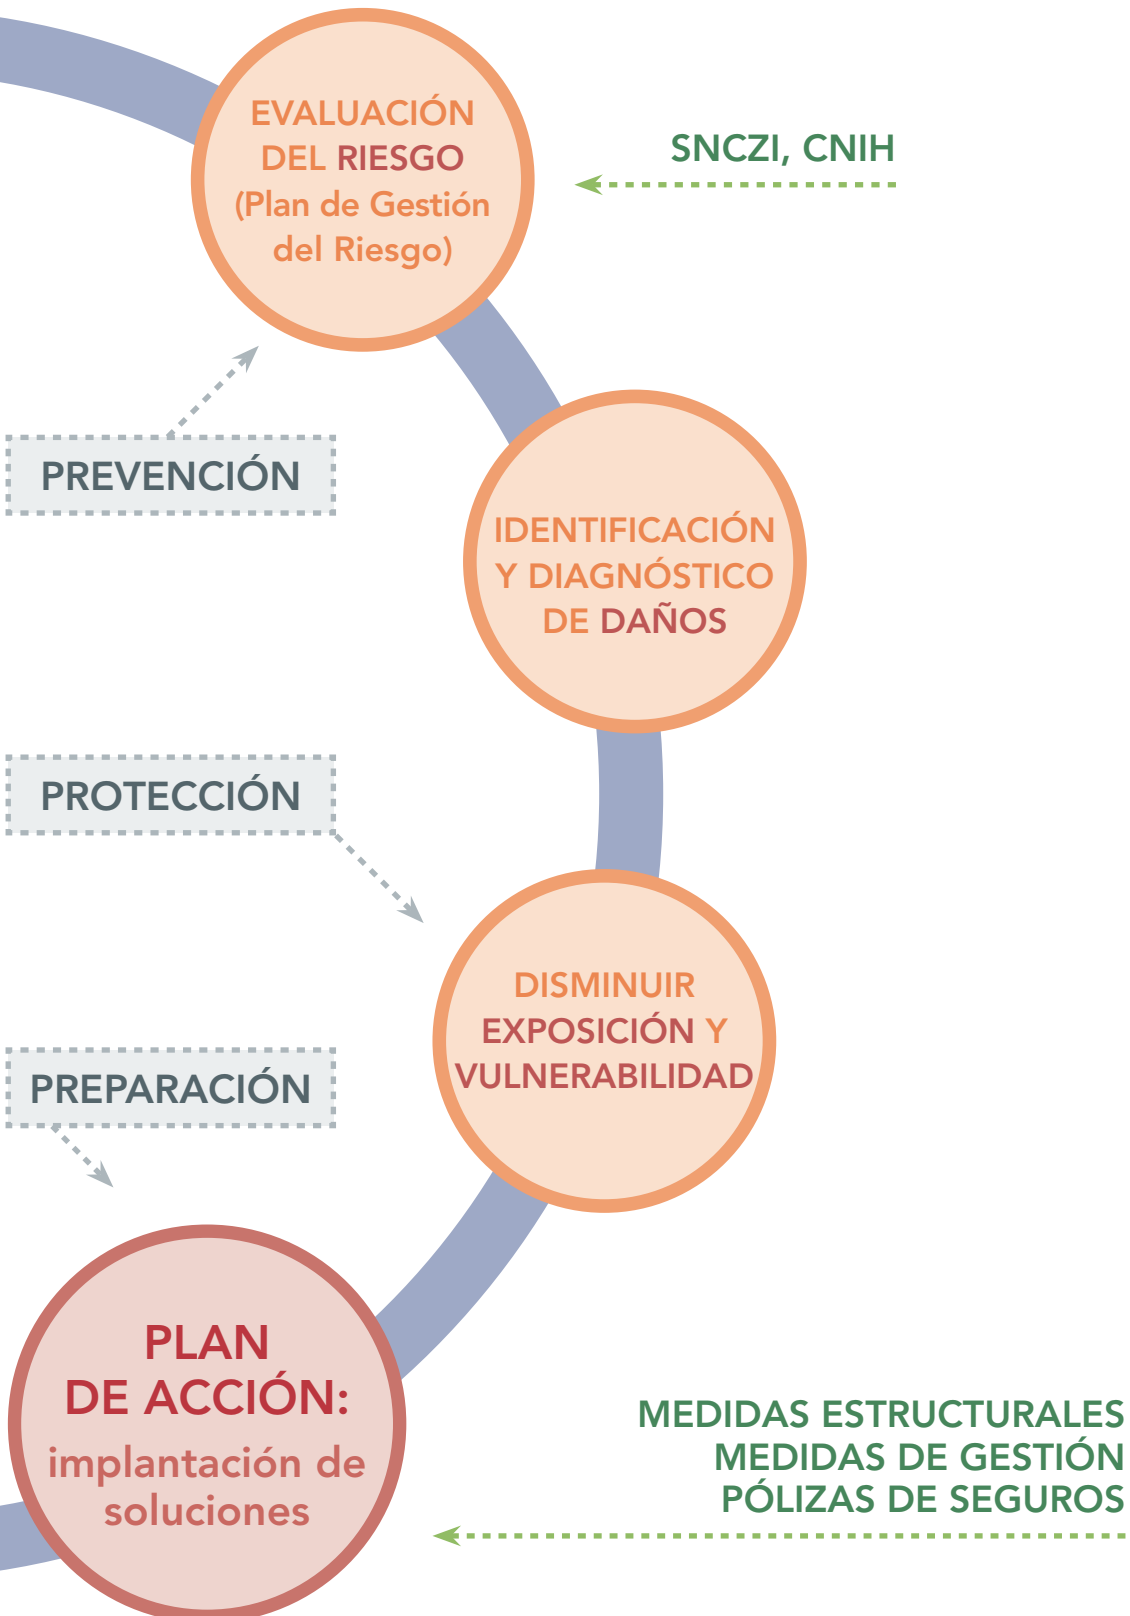 EVALUACIÓN
DEL RIESGO
(Plan de Gestión
del Riesgo)
SNCZI, CNIH
PREVENCIÓN
IDENTIFICACIÓN
Y DIAGNÓSTICO
DE DAÑOS
PROTECCIÓN
DISMINUIR
EXPOSICIÓN Y
VULNERABILIDAD
PREPARACIÓN
PLAN
DE ACCIÓN:
implantación de
soluciones
MEDIDAS ESTRUCTURALES
MEDIDAS DE GESTIÓN
PÓLIZAS DE SEGUROS